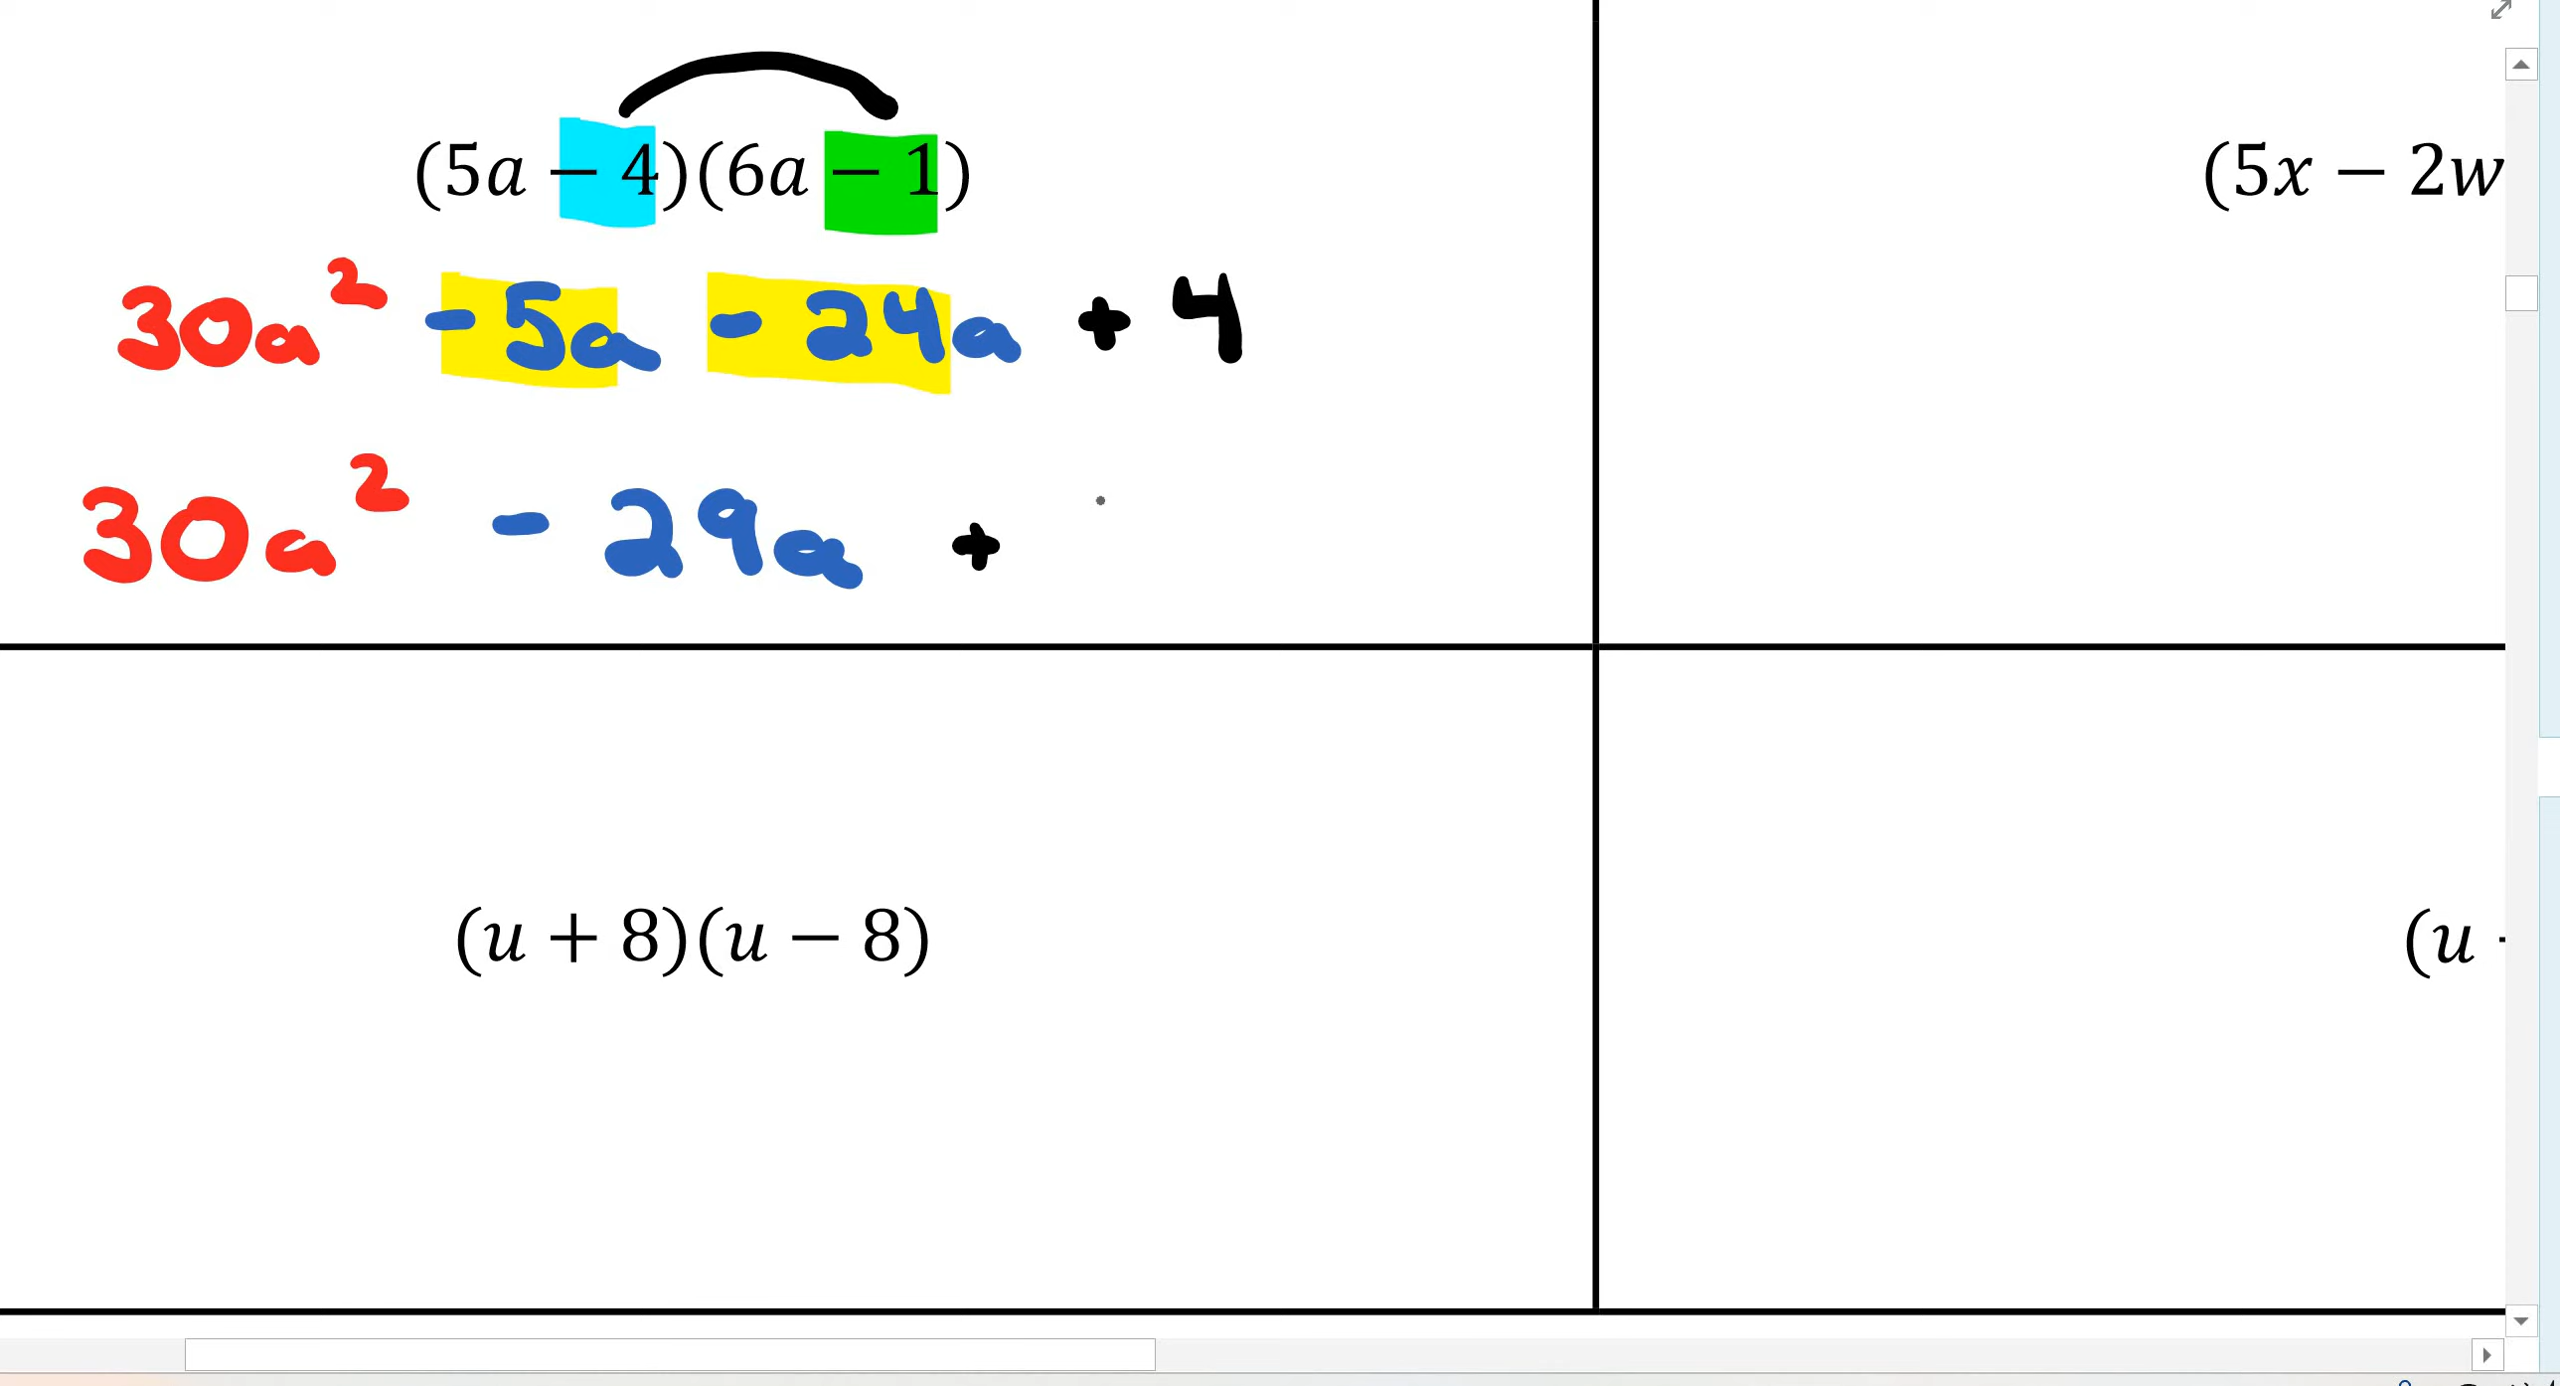 (5a − 4)(6a − 1)
(5x − 2w
30a² - 5a - 24a + 4
30a² - 29a +
(u + 8)(u − 8)
(u -